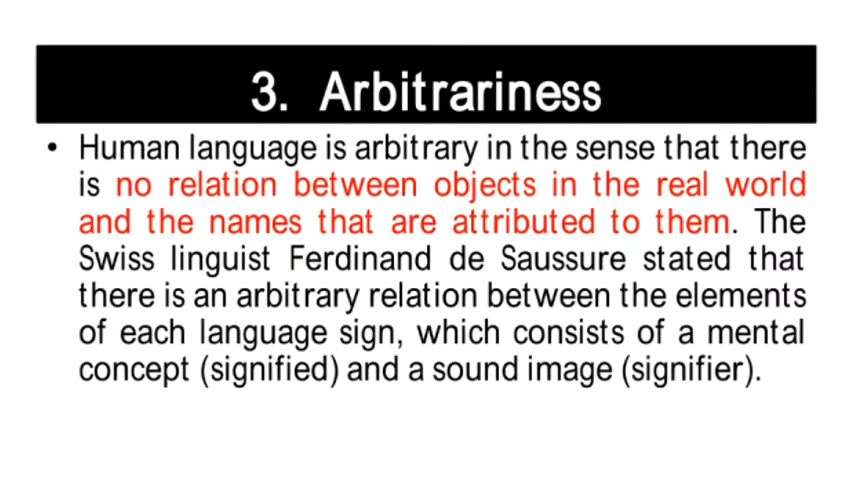 3. Arbitrariness
• Human language is arbitrary in the sense that there
is no relation between objects in the real world
and the names that are attributed to them. The
Swiss linguist Ferdinand de Saussure stated that
there is an arbitrary relation between the elements
of each language sign, which consists of a mental
concept (signified) and a sound image (signifier).